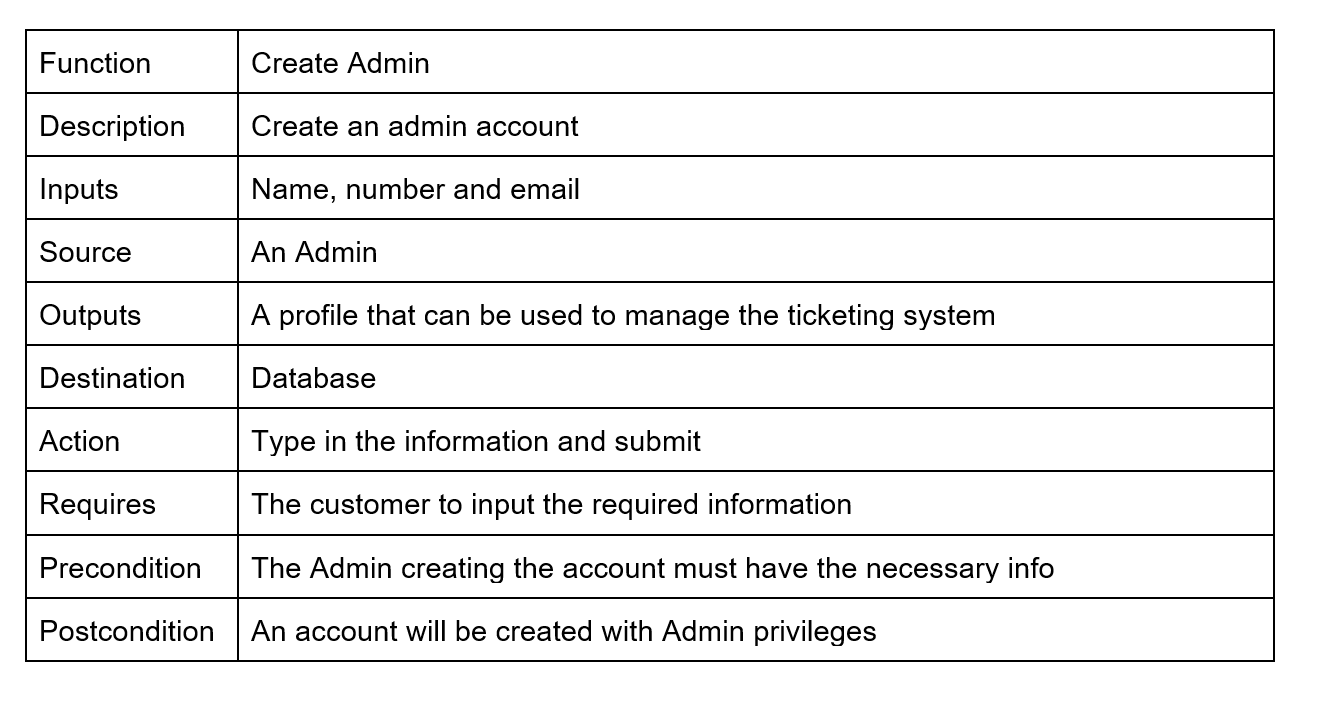 Function Create Admin
Description Create an admin account
Inputs Name, number and email
Source An Admin
Outputs A profile that can be used to manage the ticketing system
Destination Database
Action Type in the information and submit
Requires The customer to input the required information
Precondition The Admin creating the account must have the necessary info
Postcondition An account will be created with Admin privileges